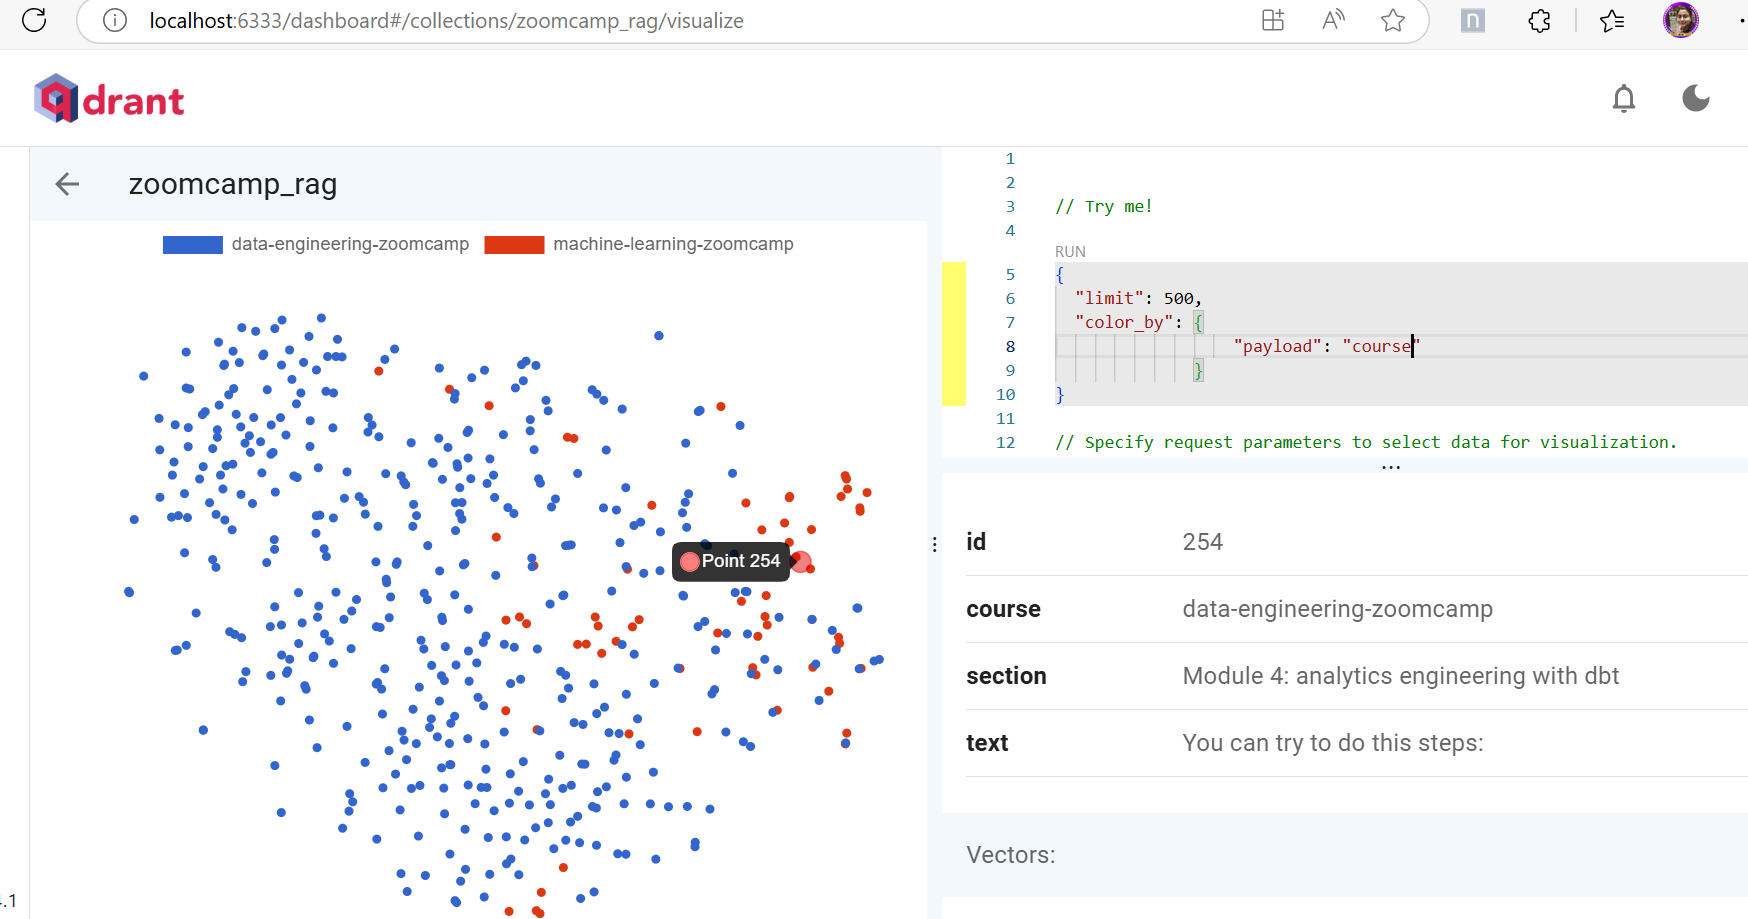 localhost:6333/dashboard#/collections/zoomcamp_rag/visualize
n
qdrant
zoomcamp_rag
data-engineering-zoomcamp machine-learning-zoomcamp
Point 254
.1
1
2
3 // Try me!
4
RUN
5 {
6 "limit": 500,
7 "color_by": {
8 "payload": "course"
9 }
10 }
11
12 // Specify request parameters to select data for visualization.
id 254
course data-engineering-zoomcamp
section Module 4: analytics engineering with dbt
text You can try to do this steps:
Vectors: